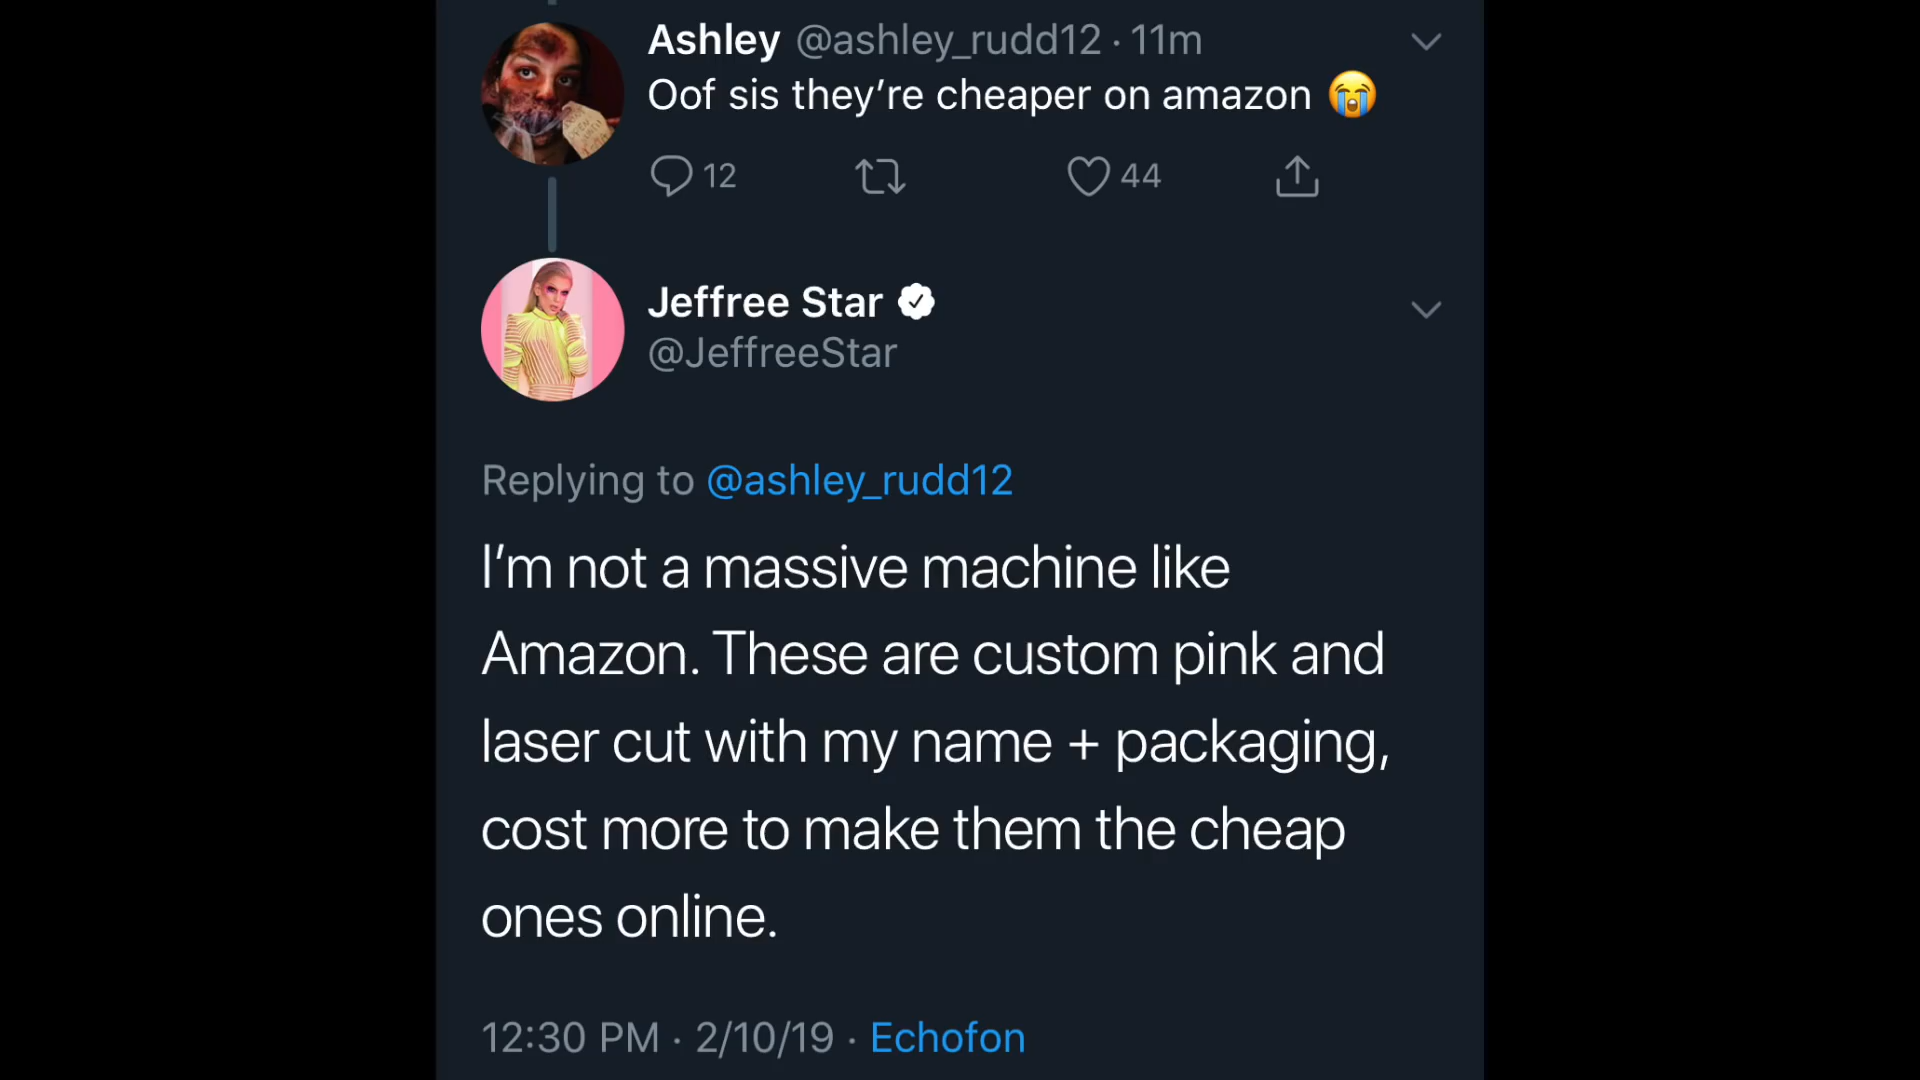 Ashley @ashley_rudd12 · 11m
Oof sis they’re cheaper on amazon 😭
12 44
Jeffree Star
@JeffreeStar
Replying to @ashley_rudd12
I’m not a massive machine like
Amazon. These are custom pink and
laser cut with my name + packaging,
cost more to make them the cheap
ones online.
12:30 PM · 2/10/19 · Echofon